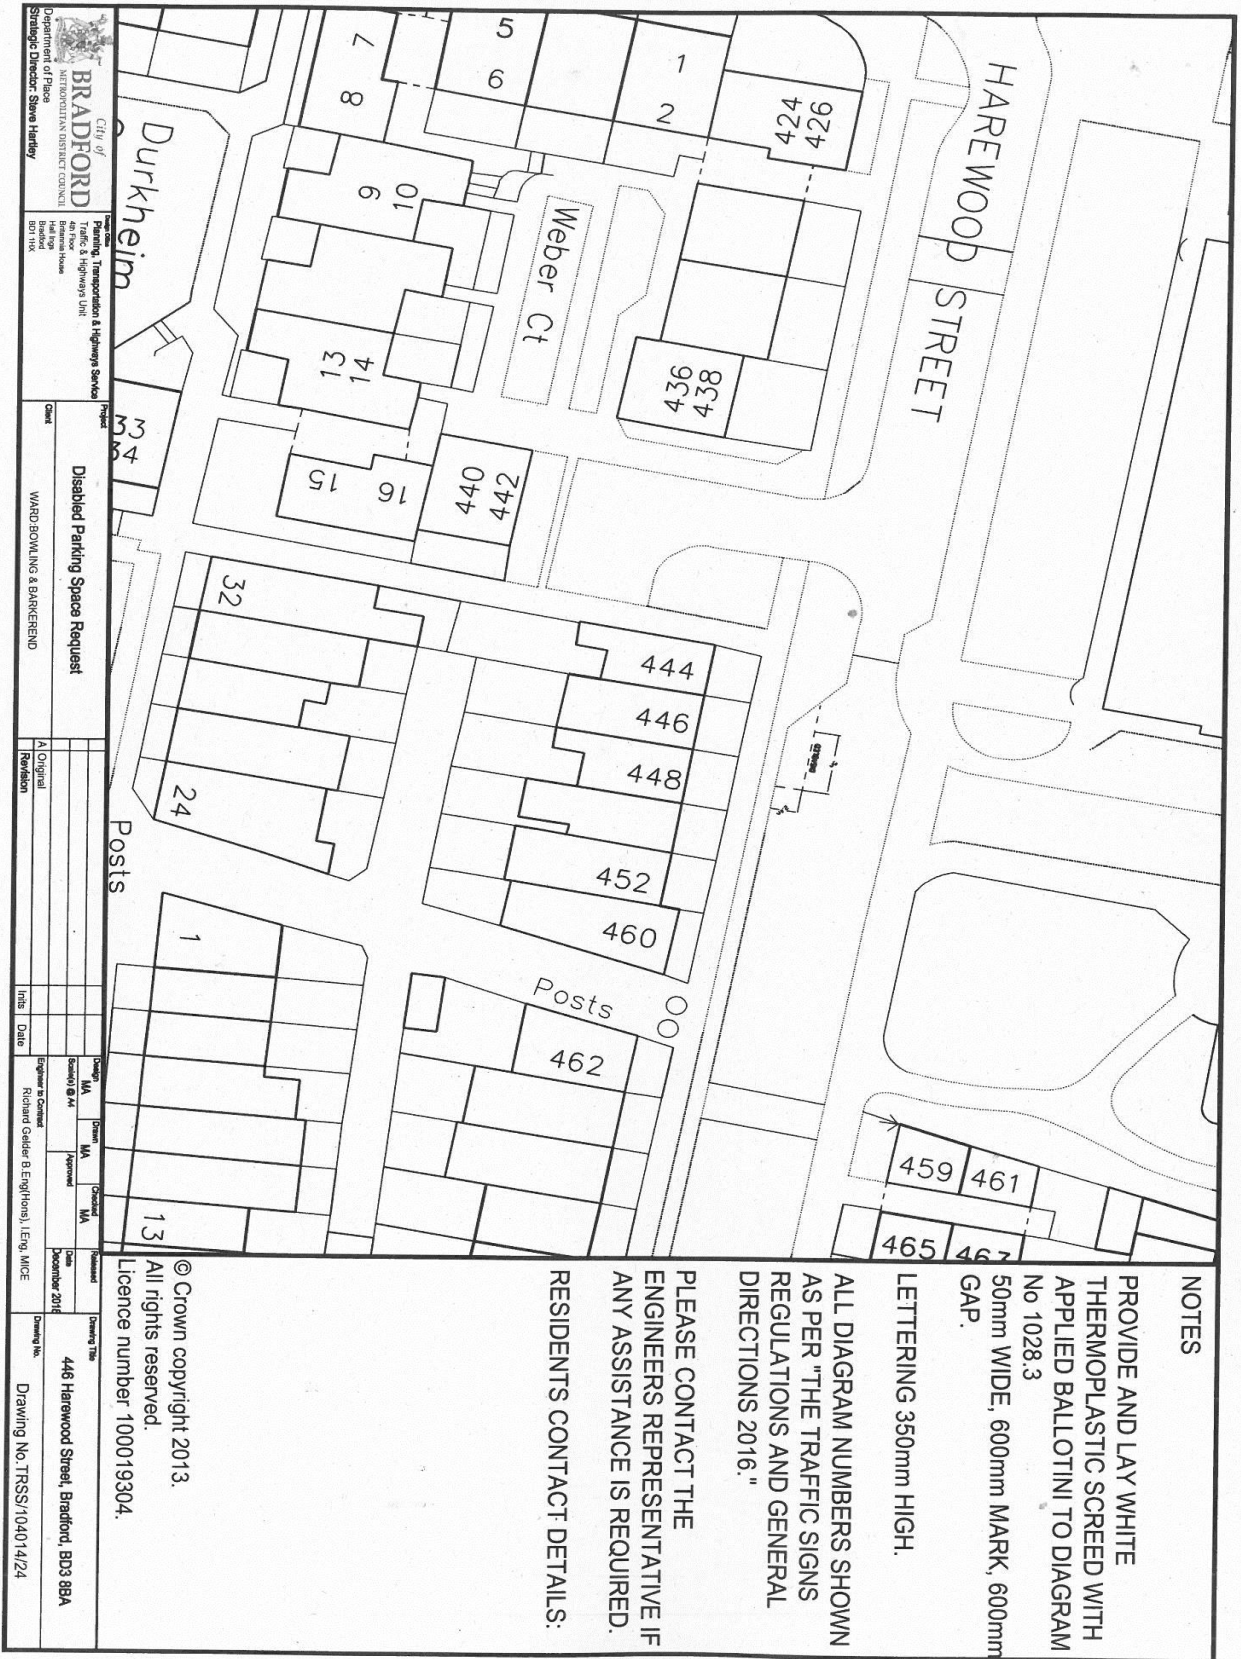 HAREWOOD STREET
426
424
1
2
5
6
7
8
9
10
Weber Ct
438
436
13
14
15
16
442
440
Durkheim
33
34
32
24
444
446
448
452
460
Posts
462
Posts
1
13
459
461
465
463
NOTES
PROVIDE AND LAY WHITE
THERMOPLASTIC SCREED WITH
APPLIED BALLOTINI TO DIAGRAM
No 1028.3
50mm WIDE, 600mm MARK, 600mm
GAP.
LETTERING 350mm HIGH.
ALL DIAGRAM NUMBERS SHOWN
AS PER "THE TRAFFIC SIGNS
REGULATIONS AND GENERAL
DIRECTIONS 2016."
PLEASE CONTACT THE
ENGINEERS REPRESENTATIVE IF
ANY ASSISTANCE IS REQUIRED.
RESIDENTS CONTACT DETAILS:
© Crown copyright 2013.
All rights reserved.
Licence number 100019304.
City of
BRADFORD
METROPOLITAN DISTRICT COUNCIL
Department of Place
Strategic Director: Steve Hartley
Design Office
Planning, Transportation & Highways Service
Traffic & Highways Unit
4th Floor
Britannia House
Hall Ings
Bradford
BD1 1HX
Project
Disabled Parking Space Request
Client
WARD:BOWLING & BARKEREND
A Original
Revision
Inits
Date
Design
MA
Drawn
MA
Checked
MA
Released
Scale(s) @ A4
Approved
Date
December 2018
Engineer to Contract
Richard Gelder B.Eng(Hons), I.Eng, MICE
Drawing Title
446 Harewood Street, Bradford, BD3 8BA
Drawing No.
Drawing No.TRSS/104014/24